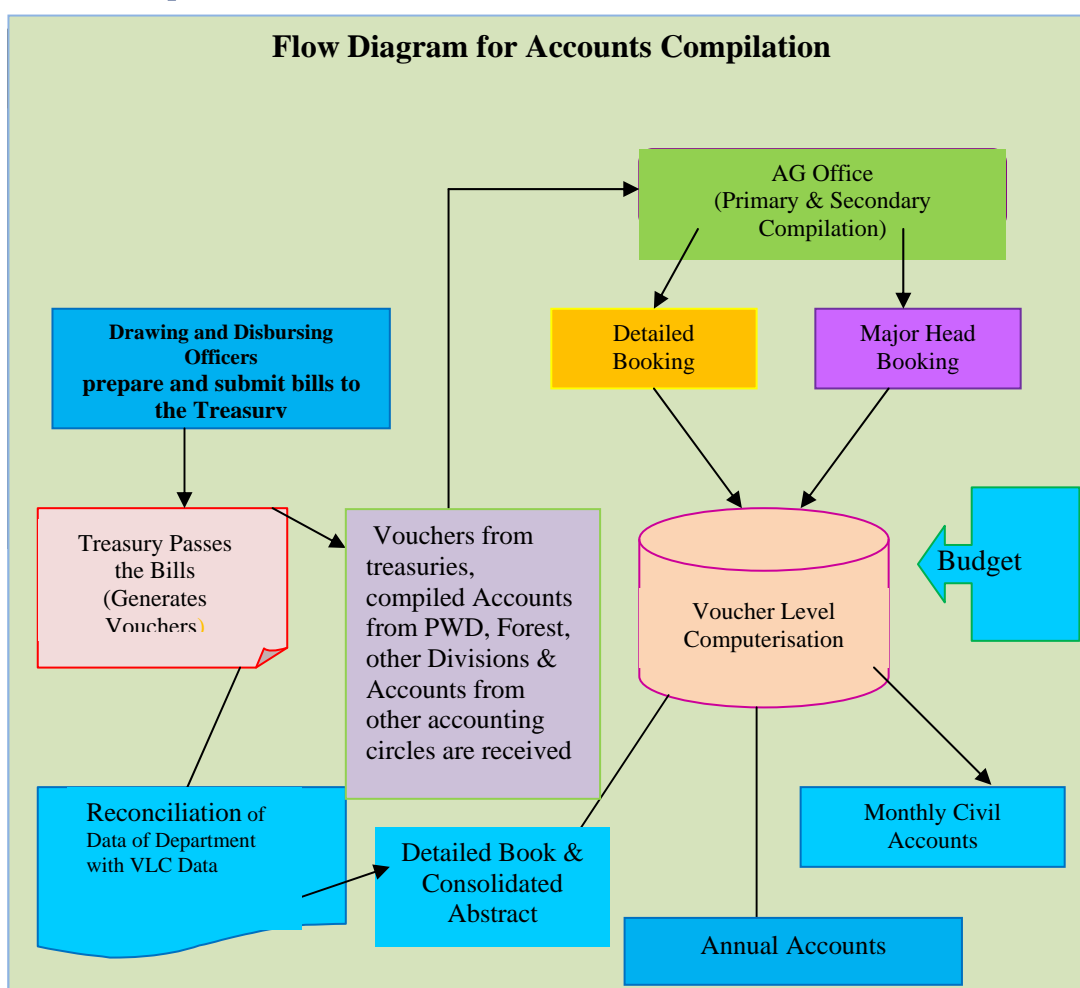 Flow Diagram for Accounts Compilation
AG Office
(Primary & Secondary
Compilation)
Drawing and Disbursing
Officers
prepare and submit bills to
the Treasury
Detailed
Booking
Major Head
Booking
Treasury Passes
the Bills
(Generates
Vouchers)
Vouchers from
treasuries,
compiled Accounts
from PWD, Forest,
other Divisions &
Accounts from
other accounting
circles are received
Voucher Level
Computerisation
Budget
Reconciliation of
Data of Department
with VLC Data
Detailed Book &
Consolidated
Abstract
Monthly Civil
Accounts
Annual Accounts